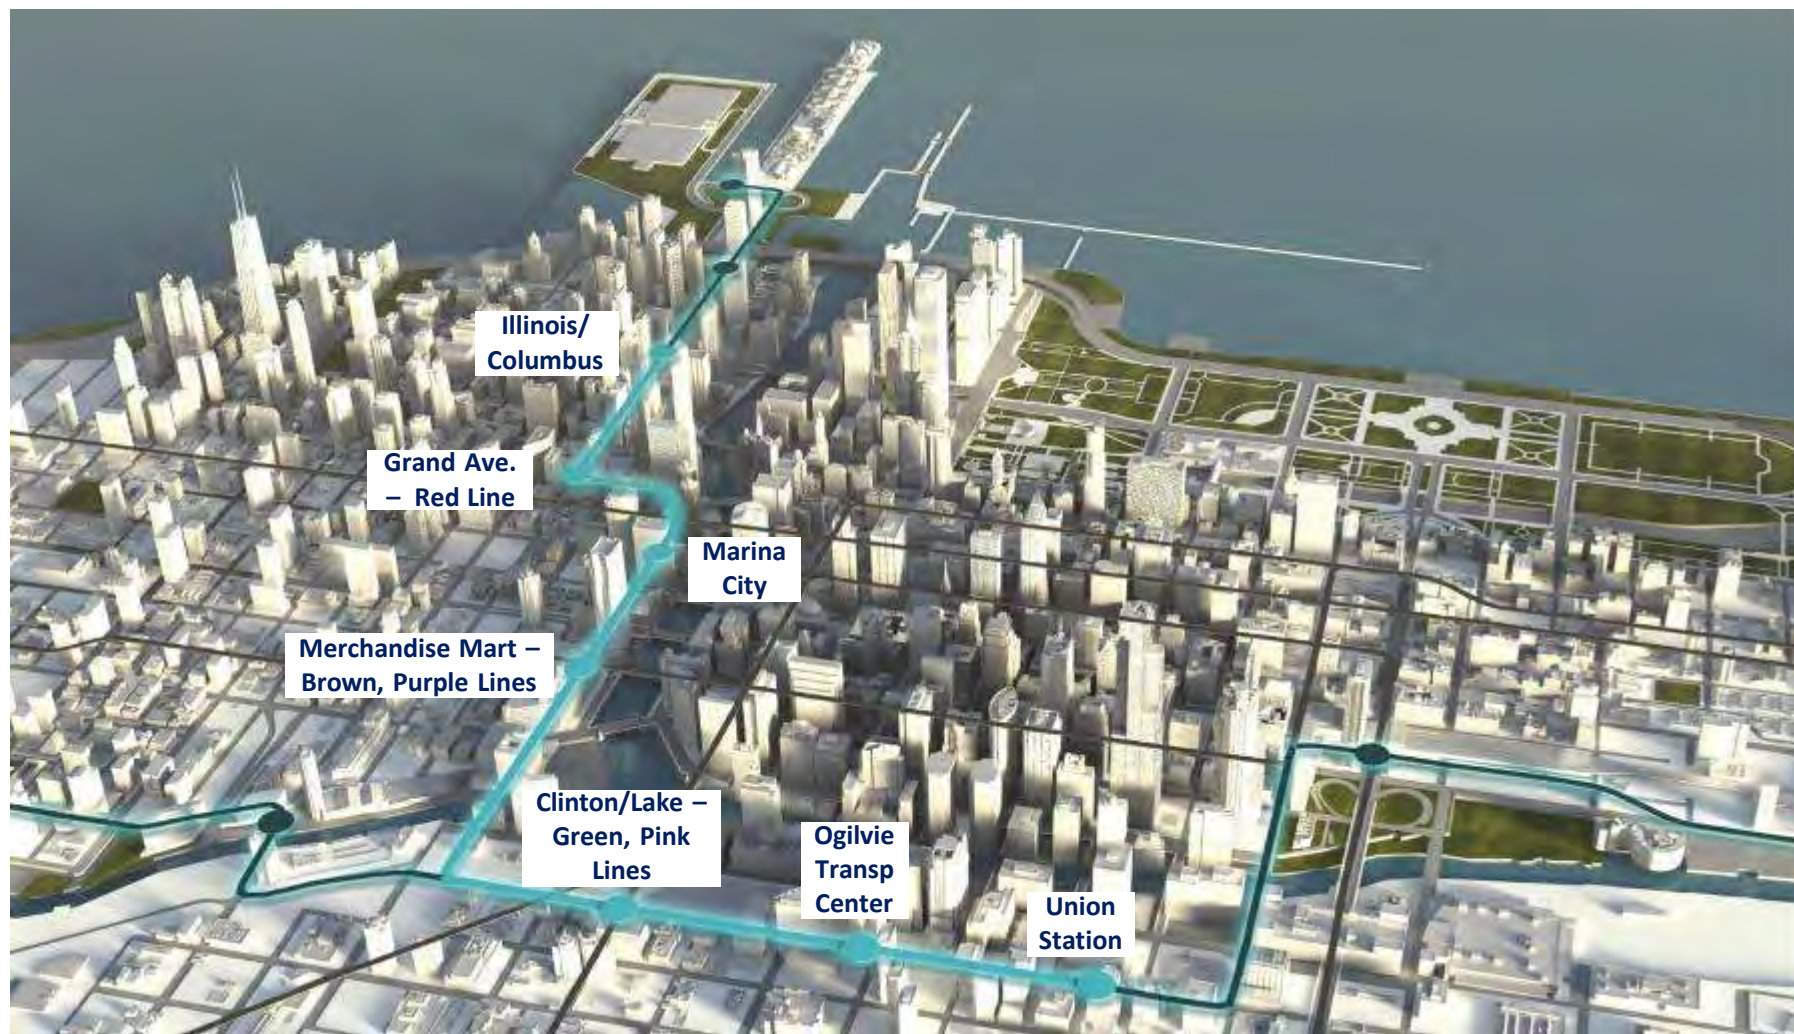 Illinois/
Columbus
Grand Ave.
– Red Line
Marina
City
Merchandise Mart –
Brown, Purple Lines
Clinton/Lake –
Green, Pink
Lines
Ogilvie
Transp
Center
Union
Station